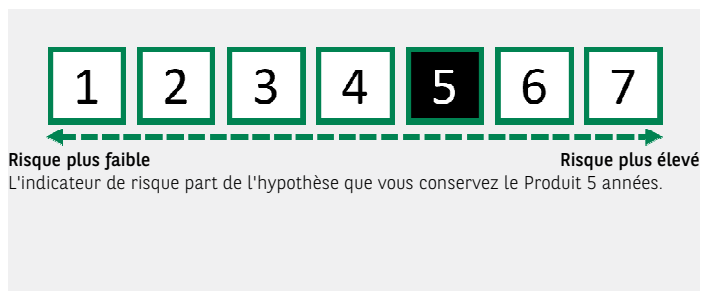 1 2 3 4 5 6 7
Risque plus faible Risque plus élevé
L'indicateur de risque part de l'hypothèse que vous conservez le Produit 5 années.